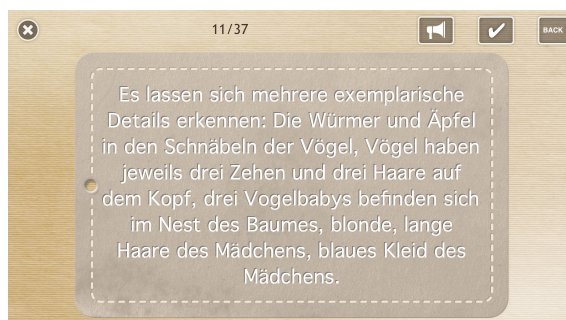 11/37
BACK
Es lassen sich mehrere exemplarische
Details erkennen: Die Würmer und Äpfel
in den Schnäbeln der Vögel, Vögel haben
jeweils drei Zehen und drei Haare auf
dem Kopf, drei Vogelbabys befinden sich
im Nest des Baumes, blonde, lange
Haare des Mädchens, blaues Kleid des
Mädchens.